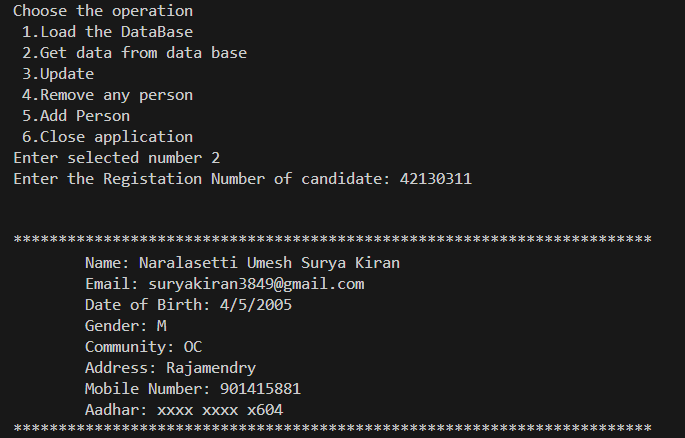 Choose the operation
1.Load the DataBase
2.Get data from data base
3.Update
4.Remove any person
5.Add Person
6.Close application
Enter selected number 2
Enter the Registation Number of candidate: 42130311
***********************************************************************
Name: Naralasetti Umesh Surya Kiran
Email: suryakiran3849@gmail.com
Date of Birth: 4/5/2005
Gender: M
Community: OC
Address: Rajamendry
Mobile Number: 901415881
Aadhar: xxxx xxxx x604
***********************************************************************